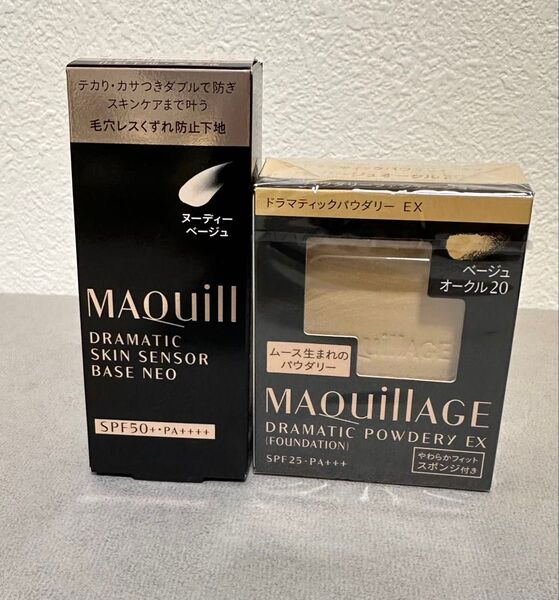 テカリ・カサつきダブルで防ぎ
スキンケアまで叶う
毛穴レスくずれ防止下地
ヌーディー
ベージュ
MAQuill
DRAMATIC
SKIN SENSOR
BASE NEO
SPF50+・PA++++
ドラマティックパウダリー EX
ベージュ
オークル20
QuillAGE
ムース生まれの
パウダリー
MAQuillAGE
DRAMATIC POWDERY EX
(FOUNDATION)
SPF25・PA+++
やわらかフィット
スポンジ付き